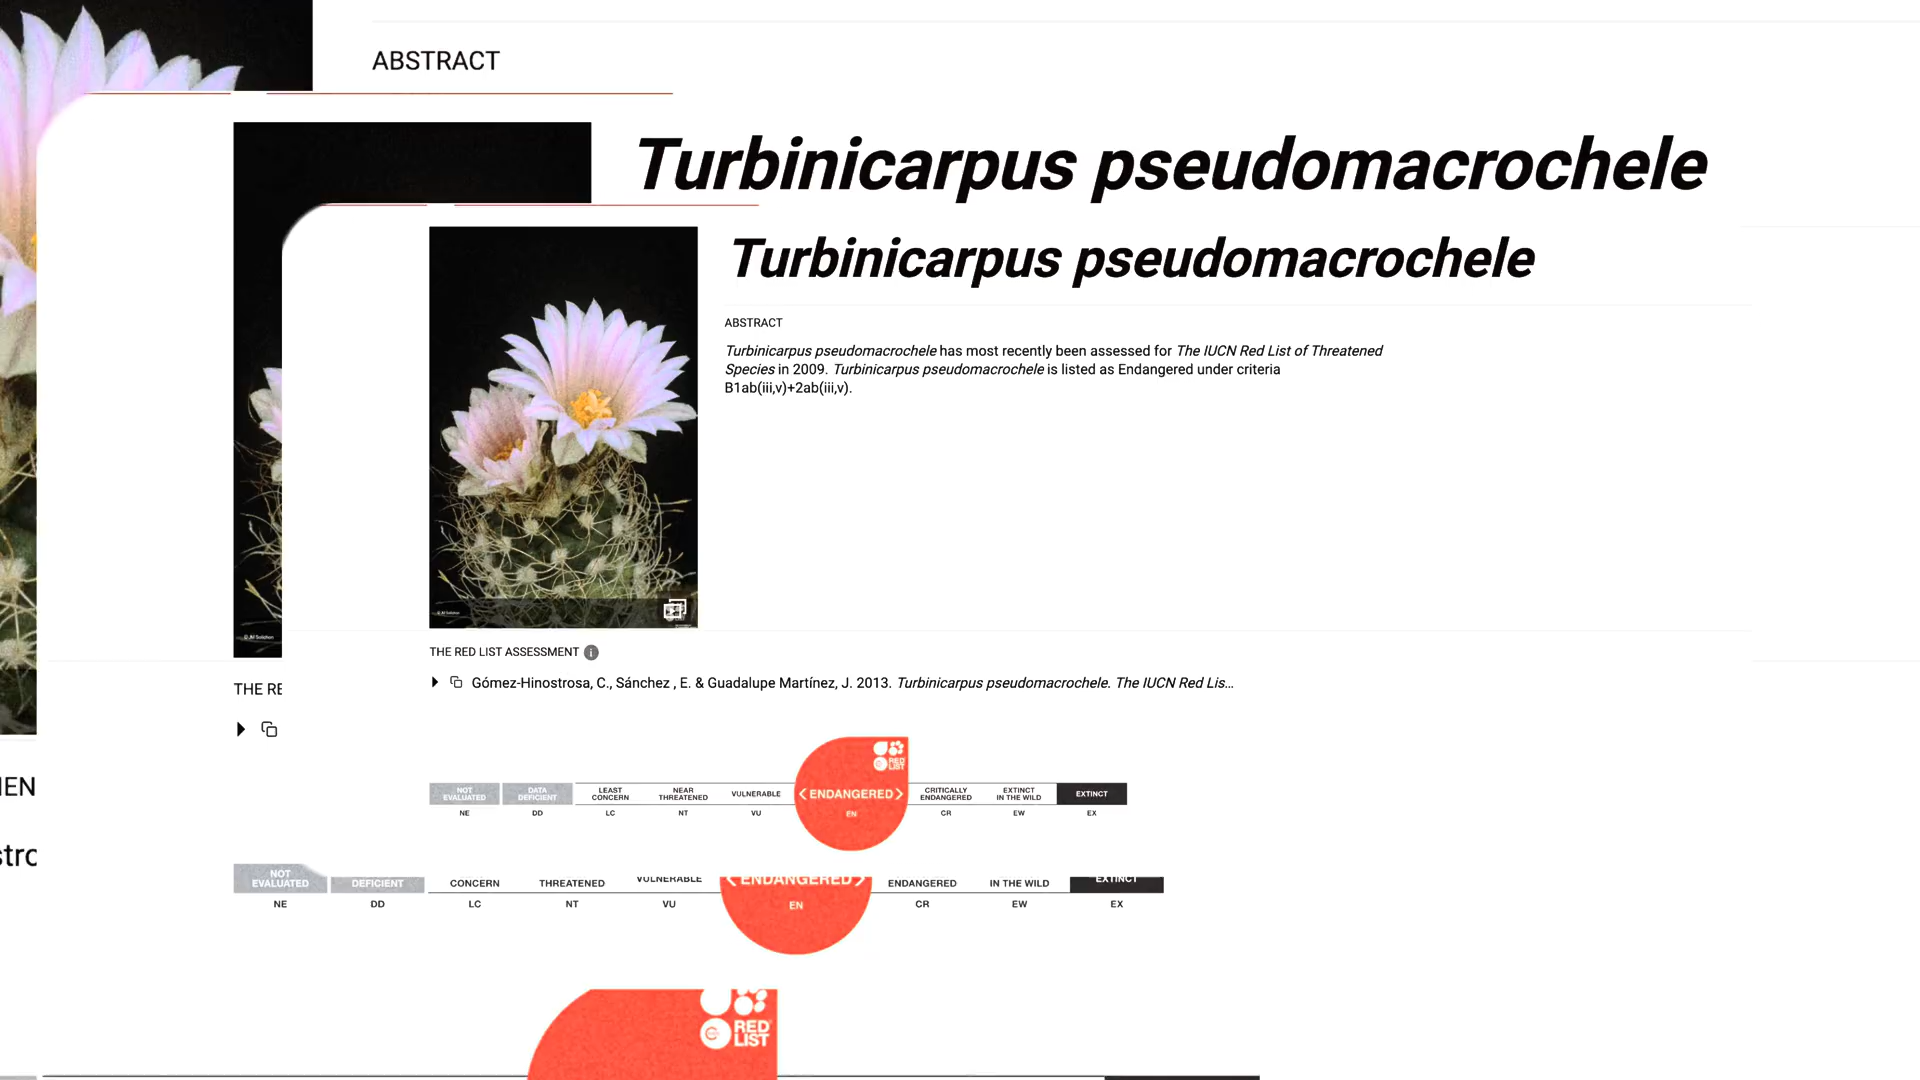 ABSTRACT
Turbinicarpus pseudomacrochele
Turbinicarpus pseudomacrochele
ABSTRACT
Turbinicarpus pseudomacrochele has most recently been assessed for The IUCN Red List of Threatened
Species in 2009. Turbinicarpus pseudomacrochele is listed as Endangered under criteria
B1ab(iii,v)+2ab(iii,v).
THE RED LIST ASSESSMENT i
Gómez-Hinostrosa, C., Sánchez , E. & Guadalupe Martínez, J. 2013. Turbinicarpus pseudomacrochele. The IUCN Red Lis...
THE RE
RED
LIST
NOT
EVALUATED
DATA
DEFICIENT
LEAST
CONCERN
NEAR
THREATENED
VULNERABLE
<ENDANGERED>
CRITICALLY
ENDANGERED
EXTINCT
IN THE WILD
EXTINCT
NE DD LC NT VU EN CR EW EX
NOT
EVALUATED DEFICIENT CONCERN THREATENED VULNERABLE <ENDANGERED> ENDANGERED IN THE WILD EXTINCT
NE DD LC NT VU EN CR EW EX
RED
LIST